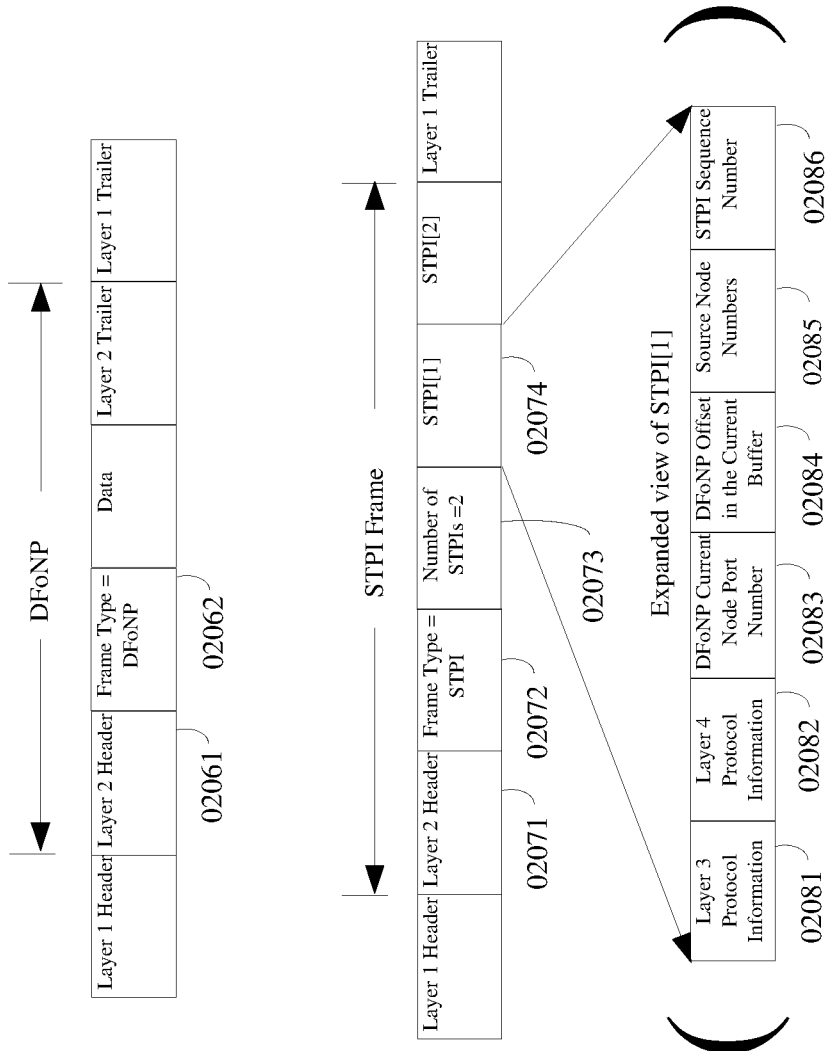 DFoNP
Layer 1 Header
Layer 2 Header
Frame Type =
DFoNP
Data
Layer 2 Trailer
Layer 1 Trailer
02061
02062
STPI Frame
Layer 1 Header
Layer 2 Header
Frame Type =
STPI
Number of
STPIs =2
STPI[1]
STPI[2]
Layer 1 Trailer
02071
02072
02073
02074
Expanded view of STPI[1]
(
Layer 3
Protocol
Information
Layer 4
Protocol
Information
DFoNP Current
Node Port
Number
DFoNP Offset
in the Current
Buffer
Source Node
Numbers
STPI Sequence
Number
)
02081
02082
02083
02084
02085
02086